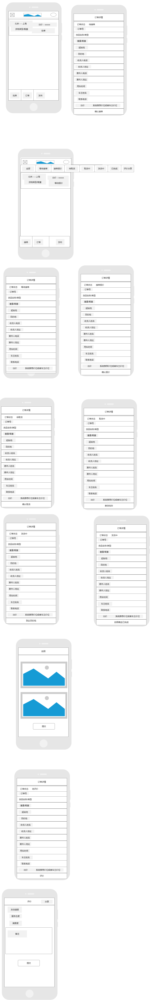 北京——上海
出价：xxxxx
货物类型/载重
抢单
抢单 订单 发布
订单详情
订单状态 待接单
订单号
货品名称/类型
重量/载重
起始地
目的地
收货人电话
收货人地址
寄件人电话
寄件人地址
用车时间
车主姓名
联系电话
出价 系统推荐价位或者车主价位
确认接单
全部 等待接单 接单报价 待取货 取货中 发货中 已完成 评价分享
北京——上海
出价：xxxxx
货物类型/载重
等待报价
接单 订单 发布
订单详情
订单状态 等待接单
订单号
货品名称/类型
重量/载重
起始地
目的地
收货人电话
收货人地址
寄件人电话
寄件人地址
用车时间
车主姓名
联系电话
出价 系统推荐价位或者车主价位
订单详情
订单状态 接单报价
订单号
货品名称/类型
重量/载重
起始地
目的地
收货人姓名
收货人地址
寄件人姓名
寄件人地址
用车时间
车主姓名
联系电话
出价 系统推荐价位或者车主价位
确认报价
订单详情
订单状态 待取货
订单号
货品名称/类型
重量/载重
起始地
目的地
收货人姓名
收货人地址
寄件人姓名
寄件人地址
用车时间
车主姓名
联系电话
出价 系统推荐价位或者车主价位
确认取货
订单详情
订单状态 取货中
订单号
货品名称/类型
重量/载重
起始地
目的地
收货人姓名
收货人地址
寄件人姓名
寄件人地址
用车时间
车主姓名
联系电话
出价 系统推荐价位或者车主价位
装货完毕
订单详情
订单状态 发货中
订单号
货品名称/类型
重量/载重
起始地
目的地
收货人姓名
收货人地址
寄件人姓名
寄件人地址
用车时间
车主姓名
联系电话
出价 系统推荐价位或者车主价位
到达目的地
订单详情
订单状态 发货中
订单号
货品名称/类型
重量/载重
起始地
目的地
收货人姓名
收货人地址
寄件人姓名
寄件人地址
用车时间
车主姓名
联系电话
出价 系统推荐价位或者车主价位
拍照确定已完成
拍照
提交
订单详情
订单状态 待评价
订单号
货品名称/类型
重量/载重
起始地
目的地
收货人姓名
收货人地址
寄件人姓名
寄件人地址
用车时间
车主姓名
联系电话
出价 系统推荐价位或者车主价位
评价
评价 分享
发货速度
服务态度
满意度
备注
提交